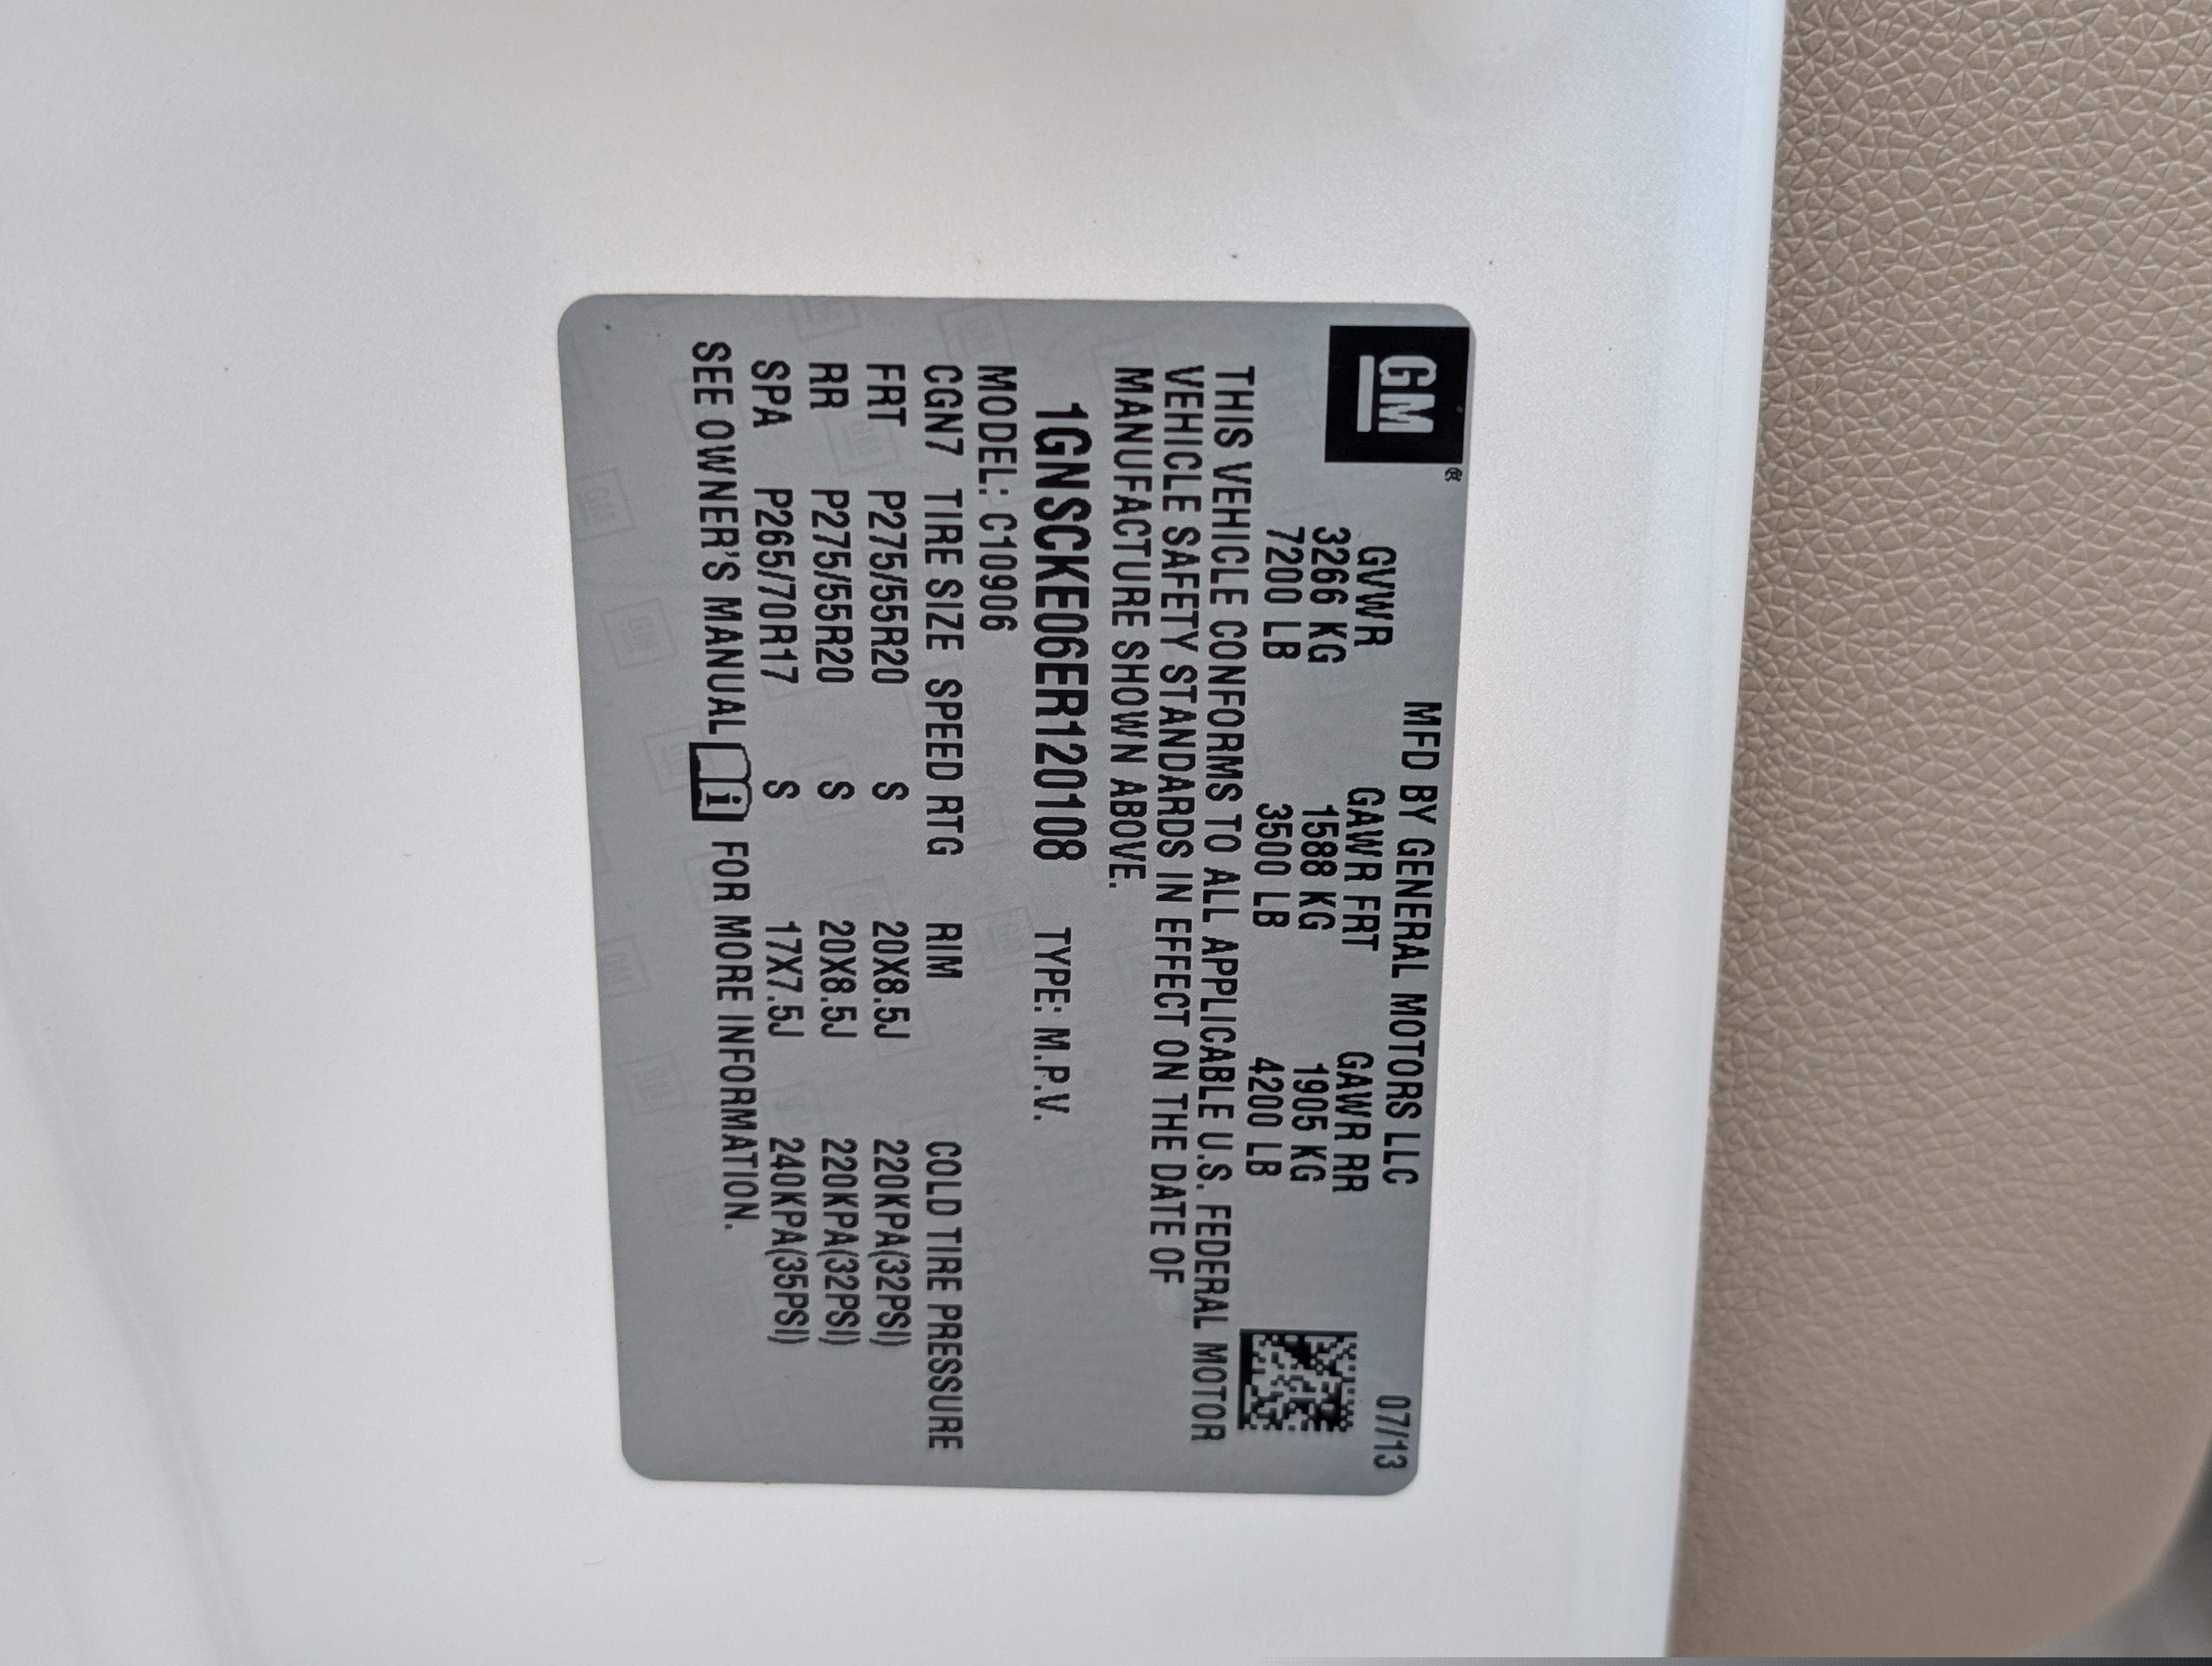 GM®
MFD BY GENERAL MOTORS LLC 07/13
GVWR GAWR FRT GAWR RR
3266 KG 1588 KG 1905 KG
7200 LB 3500 LB 4200 LB
THIS VEHICLE CONFORMS TO ALL APPLICABLE U.S. FEDERAL MOTOR
VEHICLE SAFETY STANDARDS IN EFFECT ON THE DATE OF
MANUFACTURE SHOWN ABOVE.
1GNSCKE06ER120108 TYPE: M.P.V.
MODEL: C10906
CGN7 TIRE SIZE SPEED RTG RIM COLD TIRE PRESSURE
FRT P275/55R20 S 20X8.5J 220KPA(32PSI)
RR P275/55R20 S 20X8.5J 220KPA(32PSI)
SPA P265/70R17 S 17X7.5J 240KPA(35PSI)
SEE OWNER'S MANUAL i FOR MORE INFORMATION.